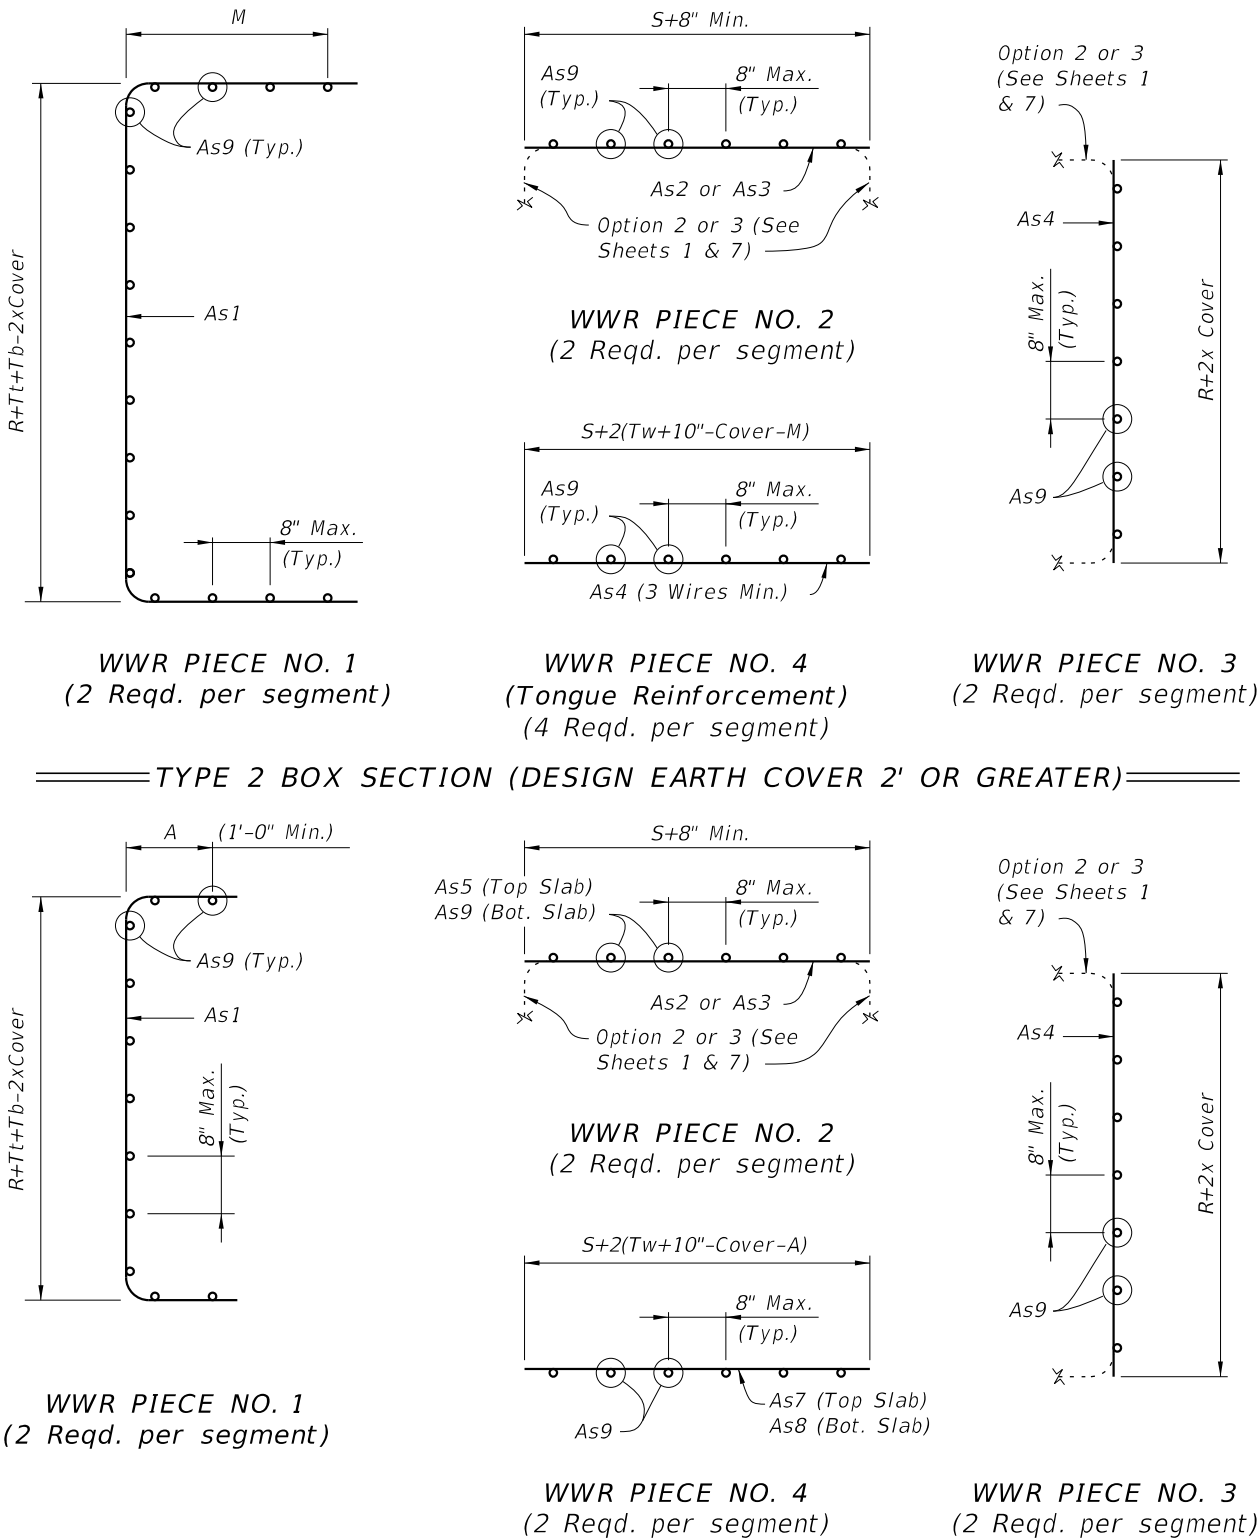 M
R+Tt+Tb-2xCover
As9 (Typ.)
As1
8" Max.
(Typ.)
WWR PIECE NO. 1
(2 Reqd. per segment)
S+8" Min.
As9
(Typ.)
8" Max.
(Typ.)
As2 or As3
Option 2 or 3 (See
Sheets 1 & 7)
WWR PIECE NO. 2
(2 Reqd. per segment)
S+2(Tw+10"-Cover-M)
As9
(Typ.)
8" Max.
(Typ.)
As4 (3 Wires Min.)
WWR PIECE NO. 4
(Tongue Reinforcement)
(4 Reqd. per segment)
Option 2 or 3
(See Sheets 1
& 7)
As4
8" Max.
(Typ.)
R+2x Cover
As9
WWR PIECE NO. 3
(2 Reqd. per segment)
TYPE 2 BOX SECTION (DESIGN EARTH COVER 2' OR GREATER)
A
(1'-0" Min.)
R+Tt+Tb-2xCover
As9 (Typ.)
As1
8" Max.
(Typ.)
WWR PIECE NO. 1
(2 Reqd. per segment)
S+8" Min.
As5 (Top Slab)
As9 (Bot. Slab)
8" Max.
(Typ.)
As2 or As3
Option 2 or 3 (See
Sheets 1 & 7)
WWR PIECE NO. 2
(2 Reqd. per segment)
S+2(Tw+10"-Cover-A)
8" Max.
(Typ.)
As9
As7 (Top Slab)
As8 (Bot. Slab)
WWR PIECE NO. 4
(2 Reqd. per segment)
Option 2 or 3
(See Sheets 1
& 7)
As4
8" Max.
(Typ.)
R+2x Cover
As9
WWR PIECE NO. 3
(2 Reqd. per segment)